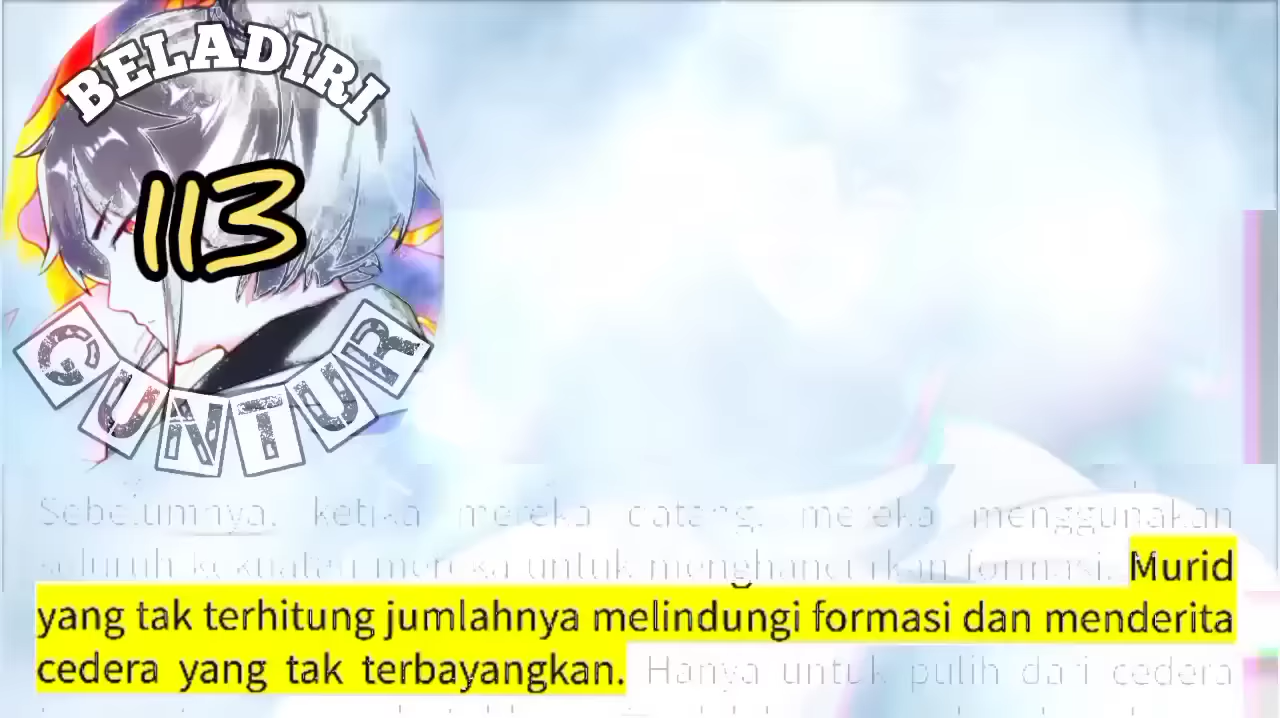 BELADIRI
113
GUNTUR
Sebelumnya, ketika mereka datang, mereka menggunakan
seluruh kekuatan mereka untuk menghancurkan formasi. Murid
yang tak terhitung jumlahnya melindungi formasi dan menderita
cedera yang tak terbayangkan. Hanya untuk pulih dari cedera